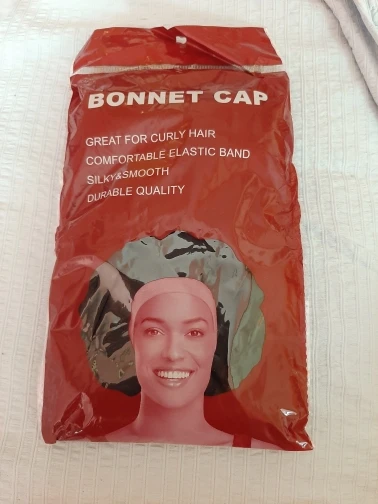 BONNET CAP
GREAT FOR CURLY HAIR
COMFORTABLE ELASTIC BAND
SILKY&SMOOTH
DURABLE QUALITY